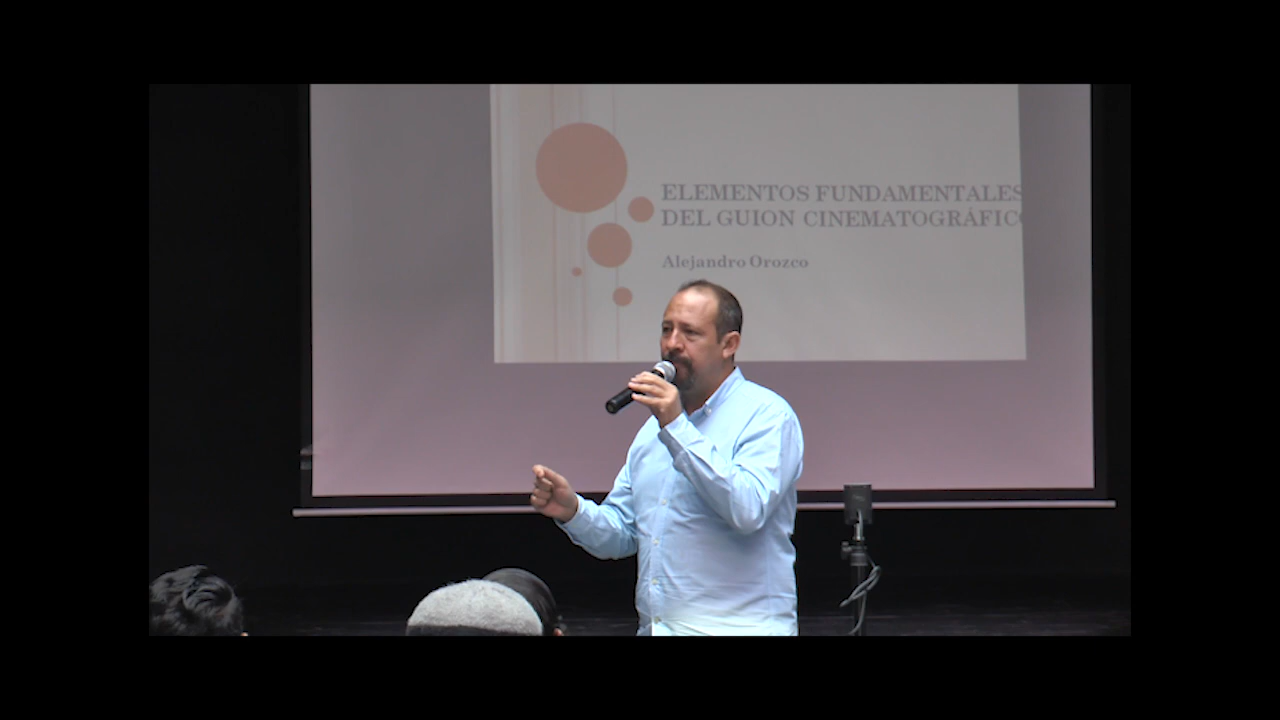 ELEMENTOS FUNDAMENTALES
DEL GUION CINEMATOGRÁFICO
Alejandro Orozco